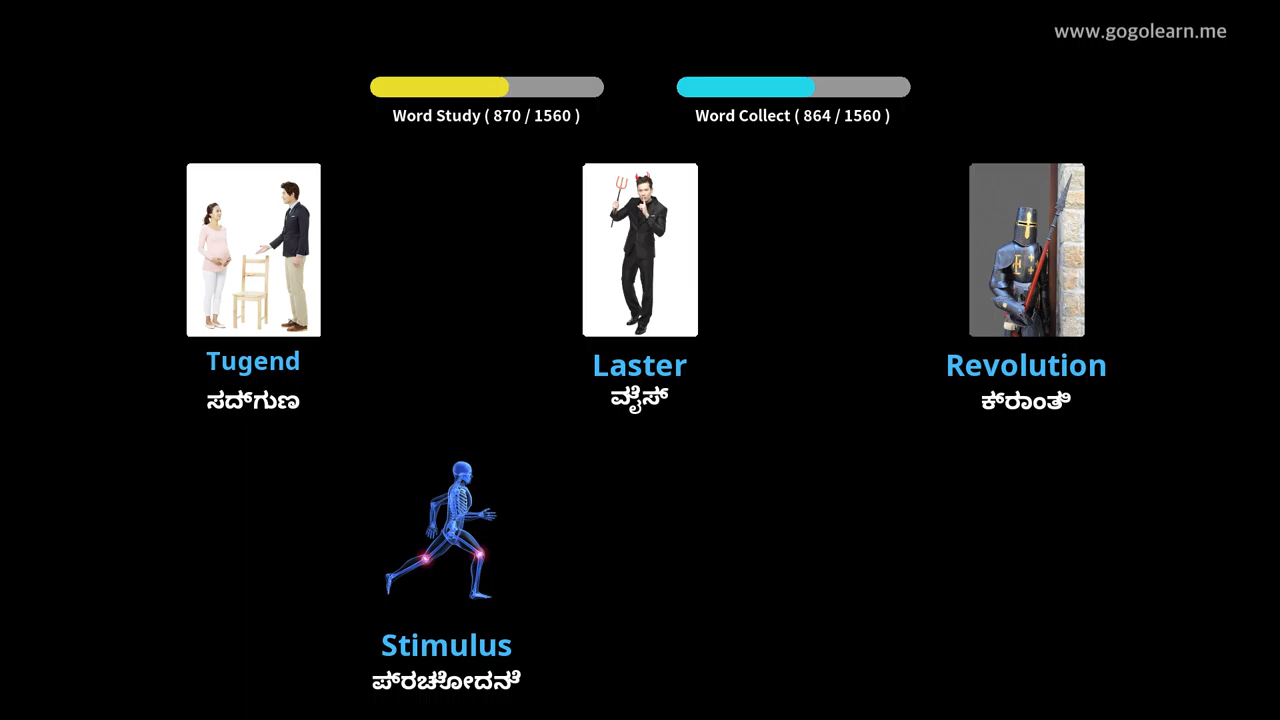 www.gogolearn.me
Word Study ( 870 / 1560 )
Word Collect ( 864 / 1560 )
Tugend
ಸದ್‌ಗುಣ
Laster
ವೈಸ್
Revolution
ಕ್ರಾಂತಿ
Stimulus
ಪ್ರಚೋದನೆ